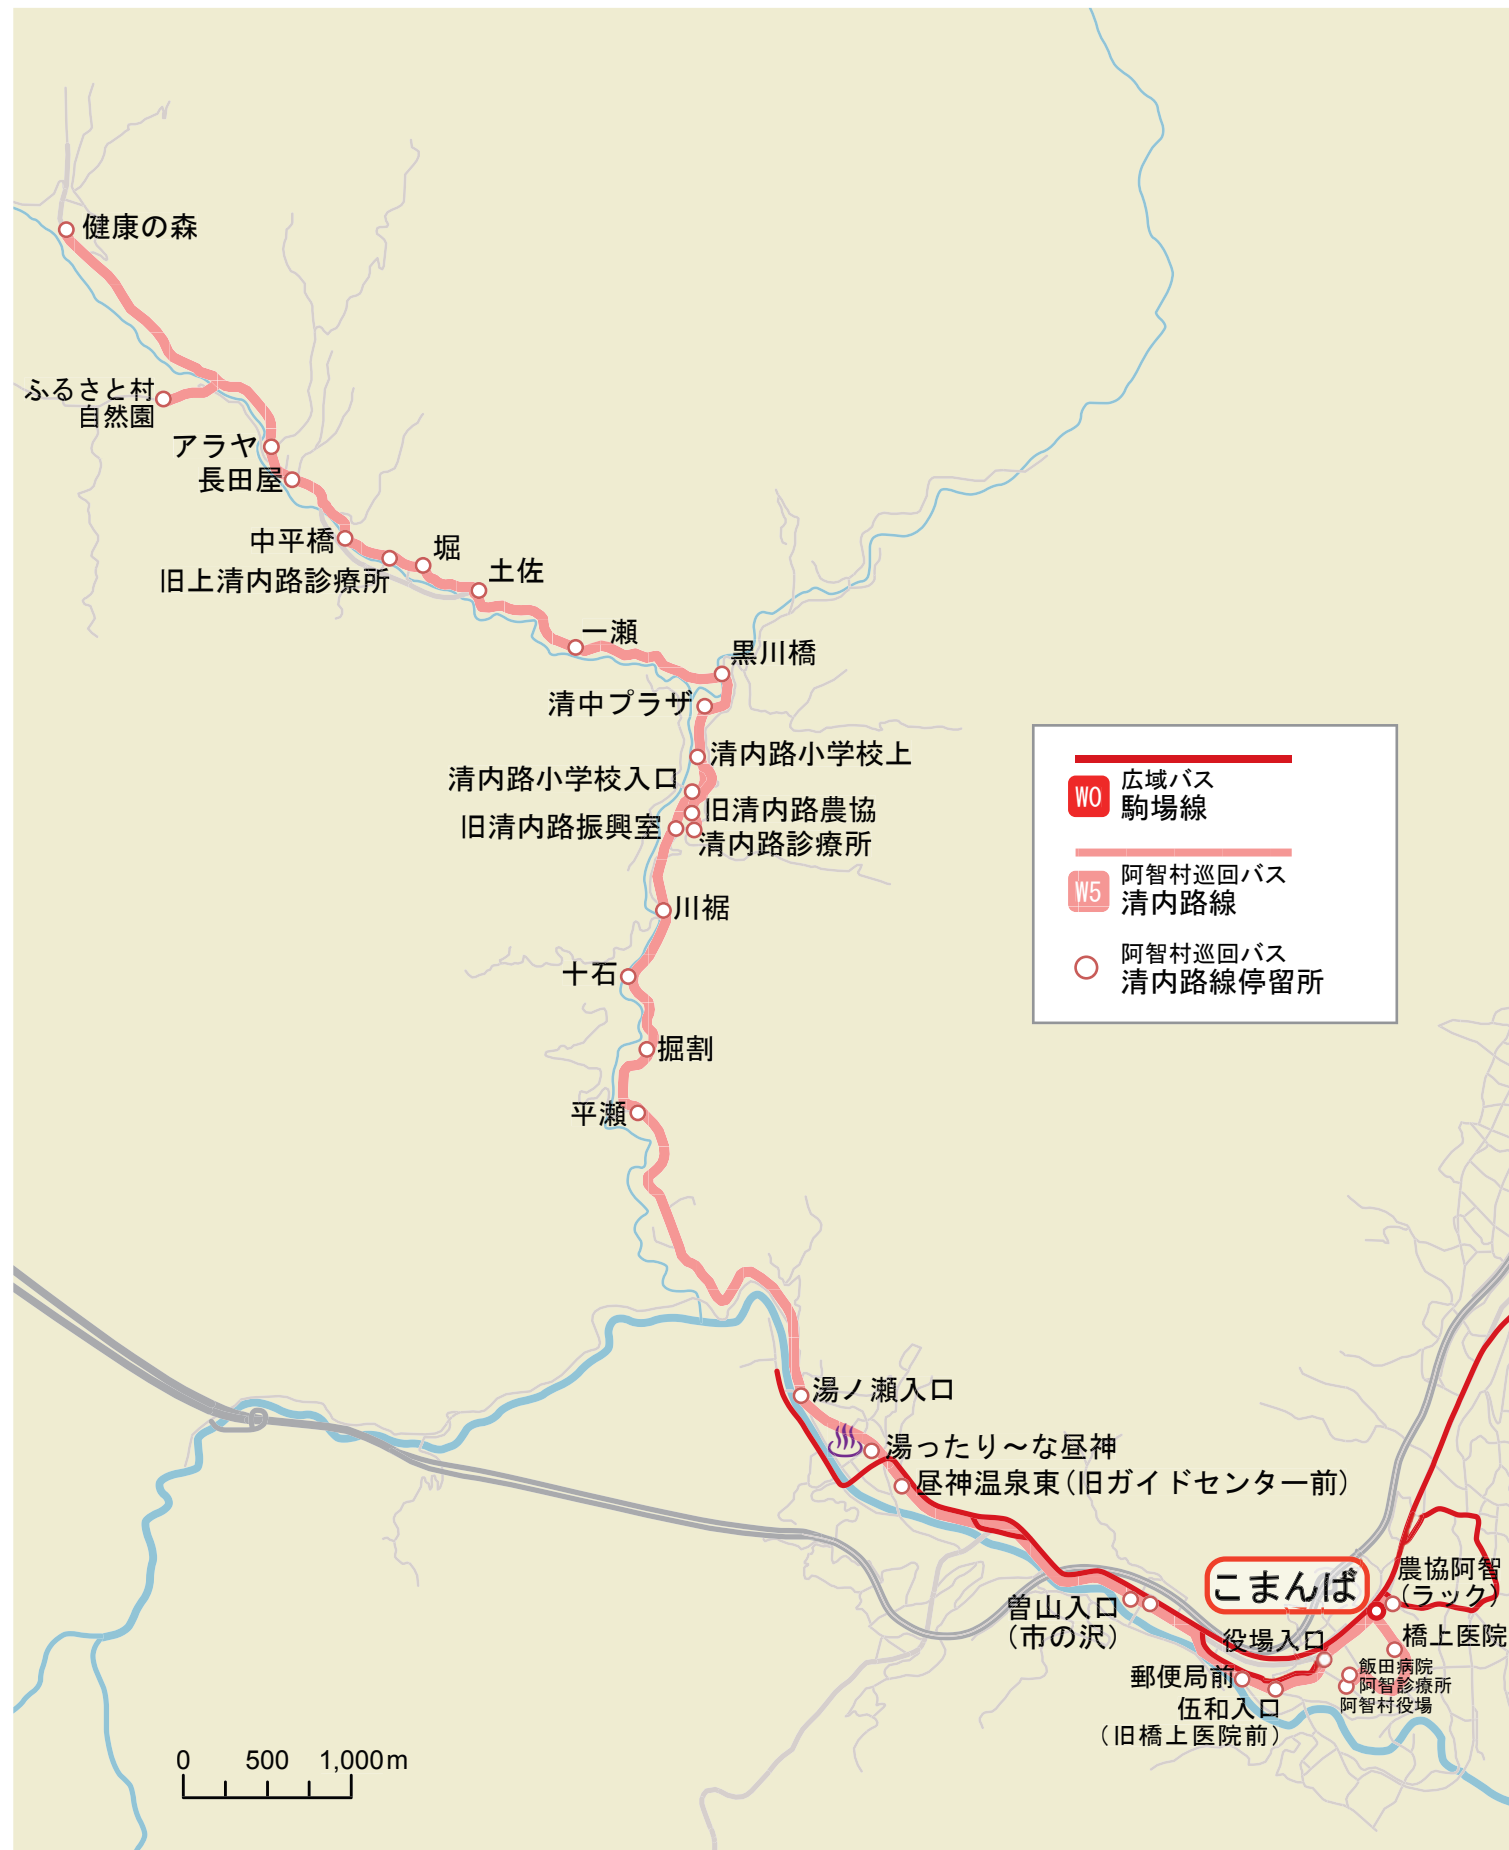 健康の森
ふるさと村
自然園
アラヤ
長田屋
中平橋
旧上清内路診療所
堀
土佐
一瀬
黒川橋
清中プラザ
清内路小学校上
清内路小学校入口
旧清内路農協
旧清内路振興室
清内路診療所
川裾
十石
掘割
平瀬
W0
広域バス
駒場線
W5
阿智村巡回バス
清内路線
阿智村巡回バス
清内路線停留所
湯ノ瀬入口
湯ったり～な昼神
昼神温泉東(旧ガイドセンター前)
こまんば
農協阿智
(ラック)
曽山入口
(市の沢)
役場入口
橋上医院
郵便局前
飯田病院
阿智診療所
阿智村役場
伍和入口
(旧橋上医院前)
0 500 1,000m